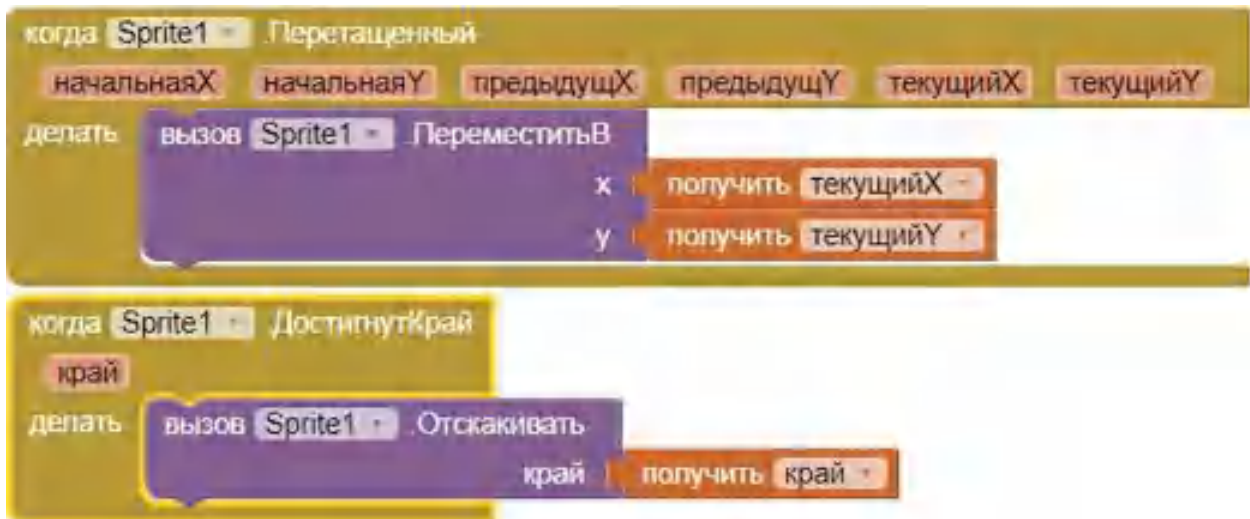 когда Sprite1 .Перетащенный
начальнаяX начальнаяY предыдущX предыдущY текущийX текущийY
делать вызов Sprite1 .ПереместитьВ
x получить текущийX
y получить текущийY
когда Sprite1 .ДостигнутКрай
край
делать вызов Sprite1 .Отскакивать
край получить край